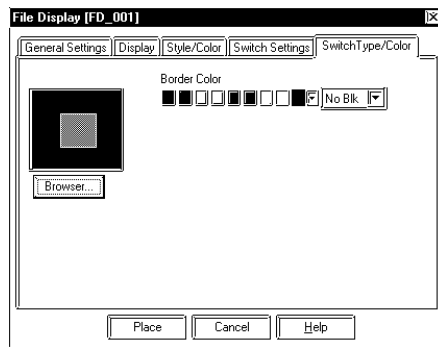 File Display [FD_001]
General Settings Display Style/Color Switch Settings SwitchType/Color
Border Color
No Blk
Browser...
Place Cancel Help